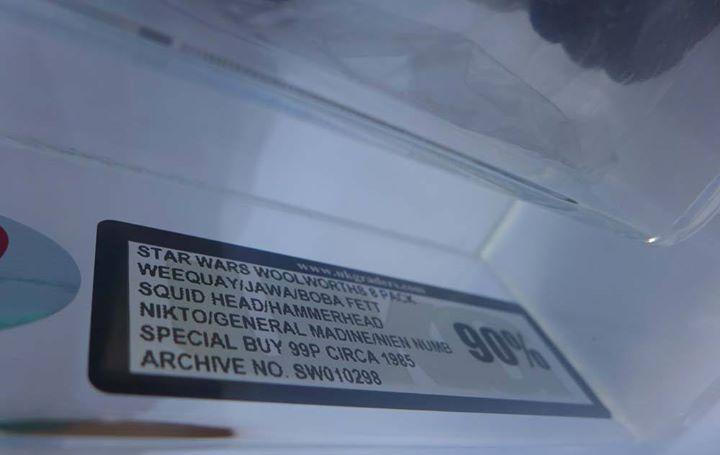 www.ukgraders.com
STAR WARS WOOLWORTHS 8 PACK
WEEQUAY/JAWA/BOBA FETT
SQUID HEAD/HAMMERHEAD
NIKTO/GENERAL MADINE/NIEN NUMB
SPECIAL BUY 99P CIRCA 1985
ARCHIVE NO. SW010298
90%